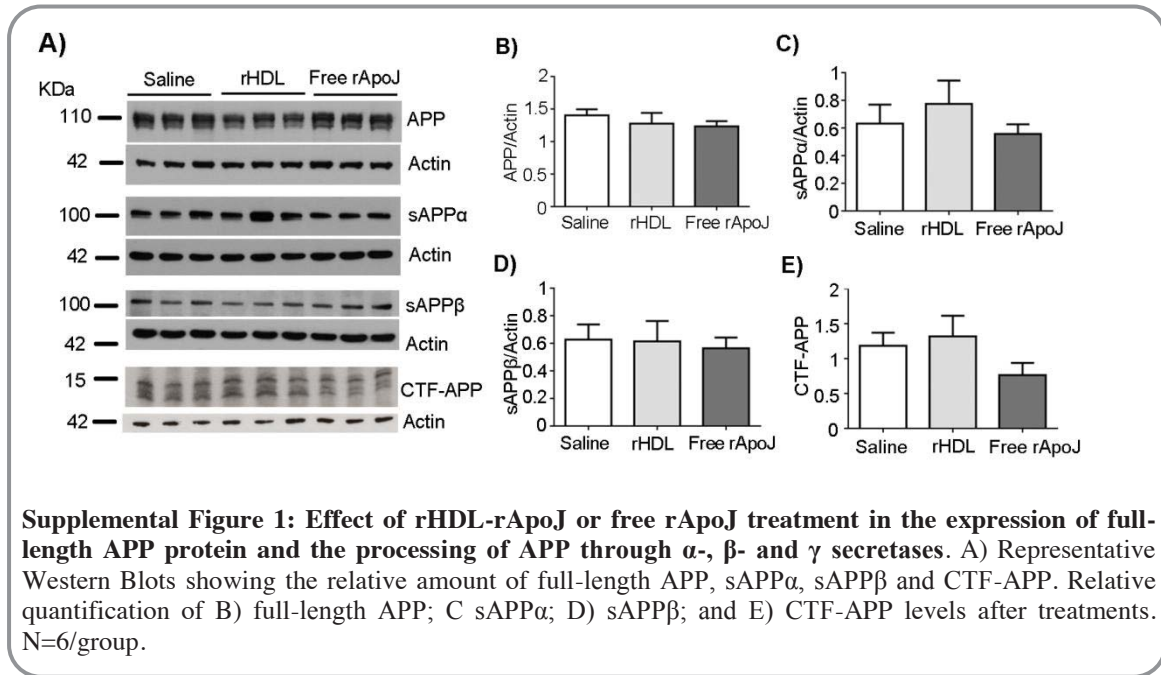 A)
Saline rHDL Free rApoJ
KDa
110 APP
42 Actin
100 sAPPα
42 Actin
100 sAPPβ
42 Actin
15 CTF-APP
42 Actin
B)
APP/Actin
2
1.5
1
1.5
0
Saline rHDL Free rApoJ
C)
sAPPα/Actin
1
0.8
0.6
0.4
0.2
0
Saline rHDL Free rApoJ
D)
sAPPβ/Actin
1
0.8
0.6
0.4
0.2
0
Saline rHDL Free rApoJ
E)
CTF-APP
2
1.5
1
0.5
0
Saline rHDL Free rApoJ
Supplemental Figure 1: Effect of rHDL-rApoJ or free rApoJ treatment in the expression of full-
length APP protein and the processing of APP through α-, β- and γ secretases. A) Representative
Western Blots showing the relative amount of full-length APP, sAPPα, sAPPβ and CTF-APP. Relative
quantification of B) full-length APP; C sAPPα; D) sAPPβ; and E) CTF-APP levels after treatments.
N=6/group.